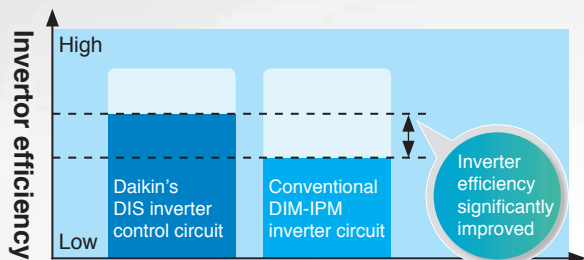 Invertor efficiency
High
Low
Daikin's
DIS inverter
control circuit
Conventional
DIM-IPM
inverter circuit
Inverter
efficiency
significantly
improved